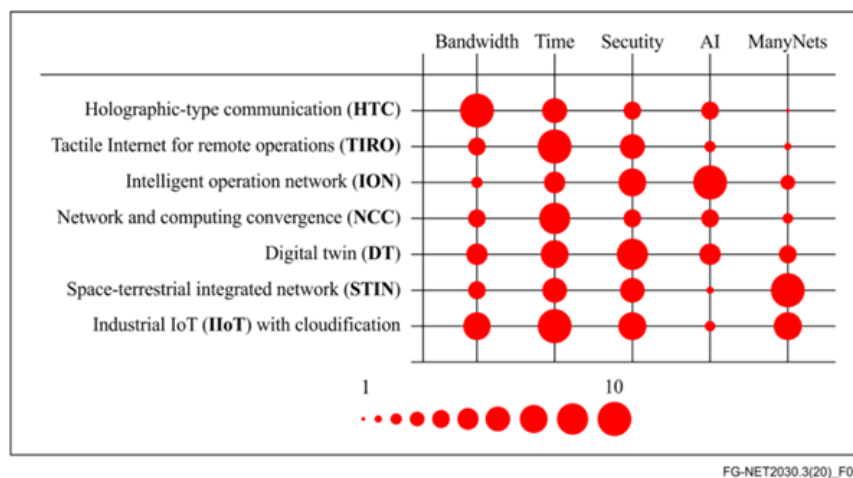 Bandwidth Time Secutity AI ManyNets
Holographic-type communication (HTC)
Tactile Internet for remote operations (TIRO)
Intelligent operation network (ION)
Network and computing convergence (NCC)
Digital twin (DT)
Space-terrestrial integrated network (STIN)
Industrial IoT (IIoT) with cloudification
1 10
FG-NET2030.3(20)_F0